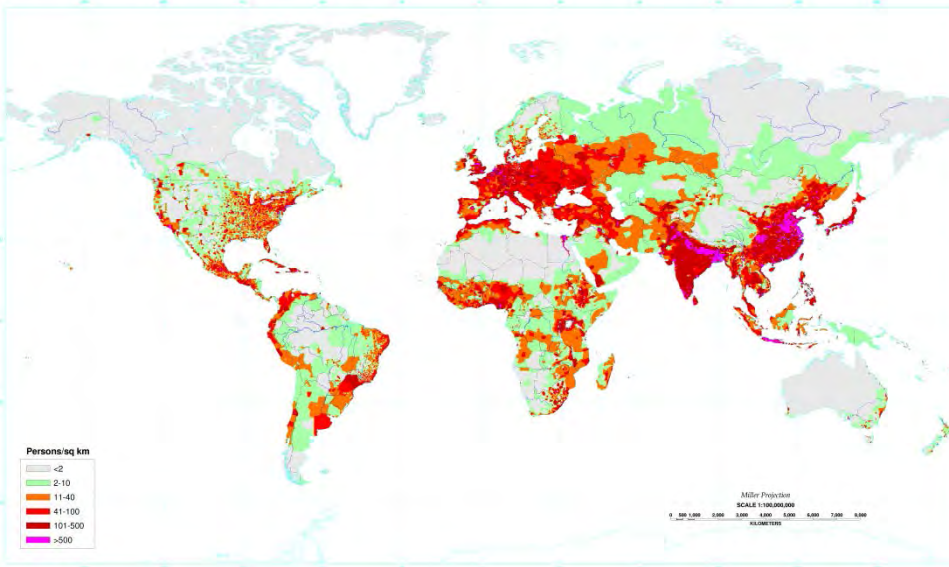 Persons/sq km
<2
2-10
11-40
41-100
101-500
>500
Miller Projection
SCALE 1:100,000,000
0 500 1,000 2,000 3,000 4,000 5,000 6,000 7,000 8,000
KILOMETERS